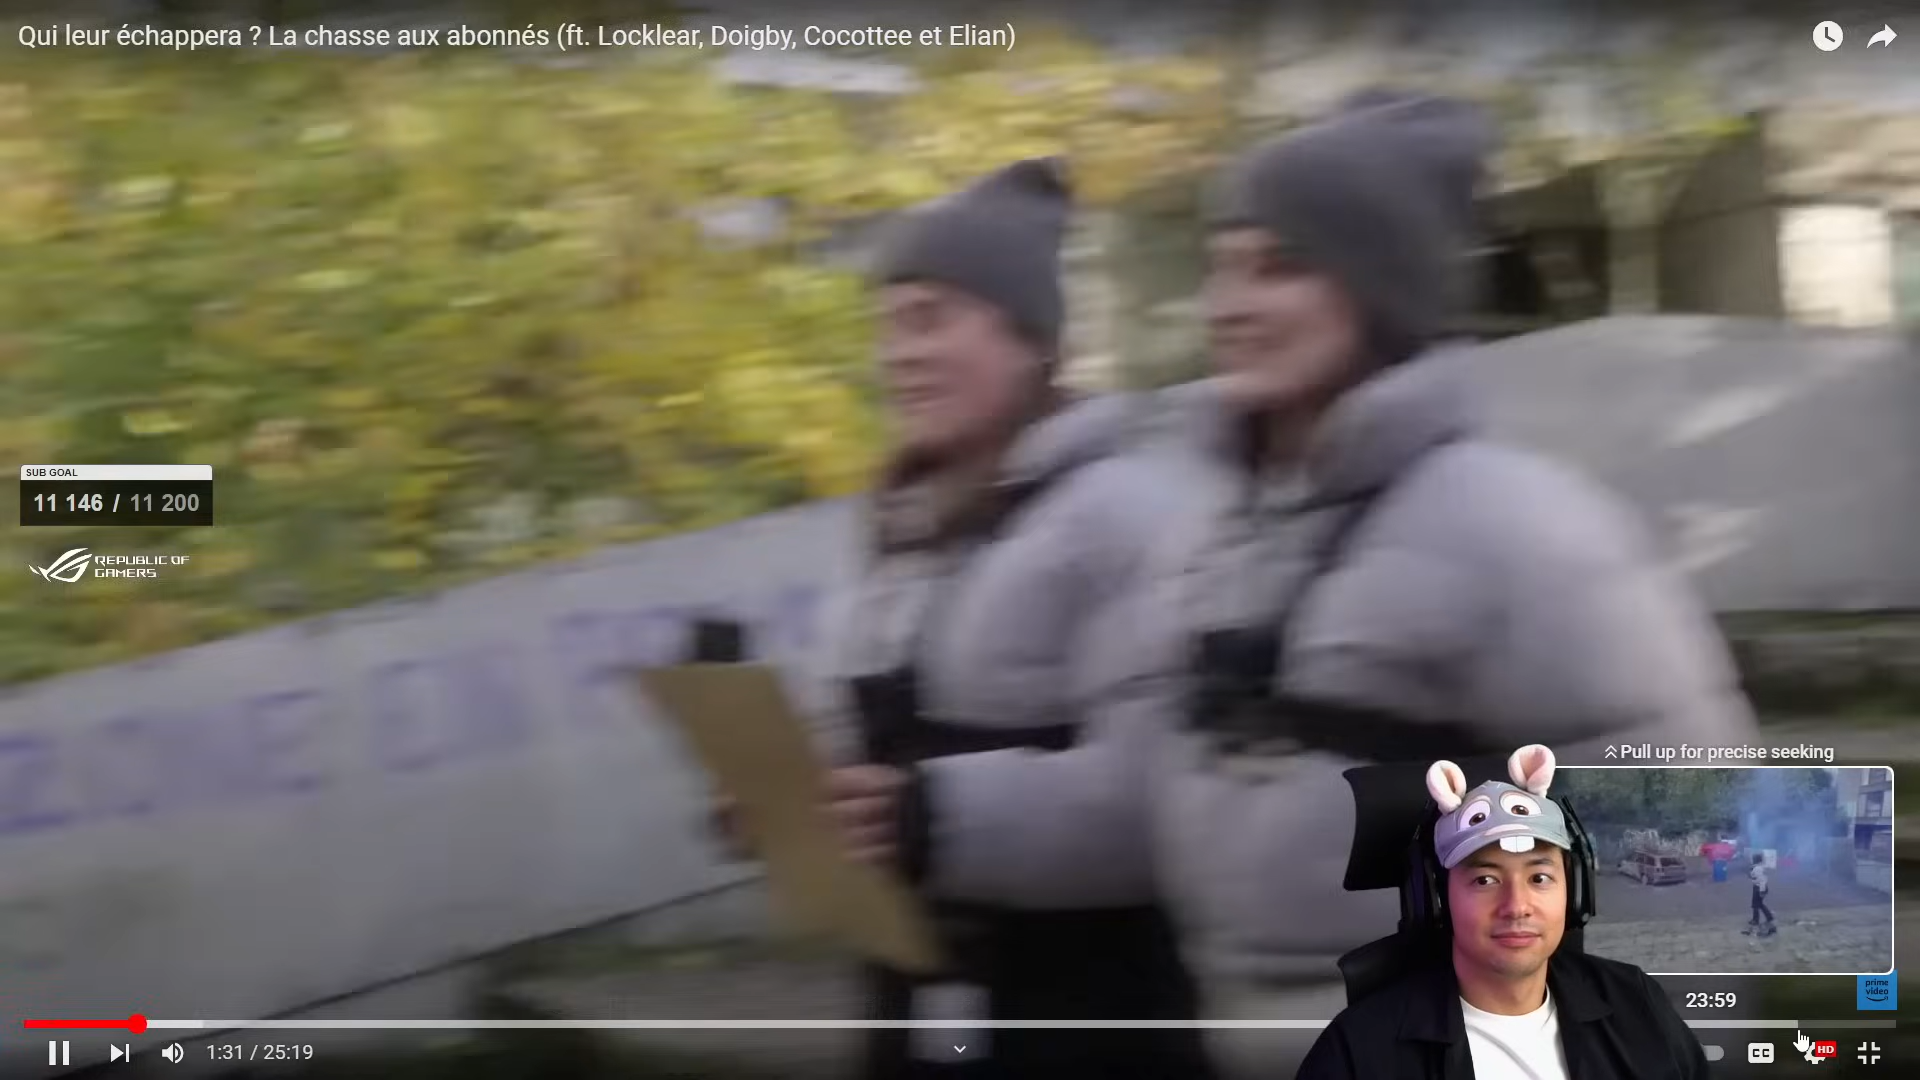 Qui leur échappera ? La chasse aux abonnés (ft. Locklear, Doigby, Cocottee et Elian)
SUB GOAL
11 146 / 11 200
REPUBLIC OF
GAMERS
Pull up for precise seeking
prime
video
23:59
1:31 / 25:19
CC
HD